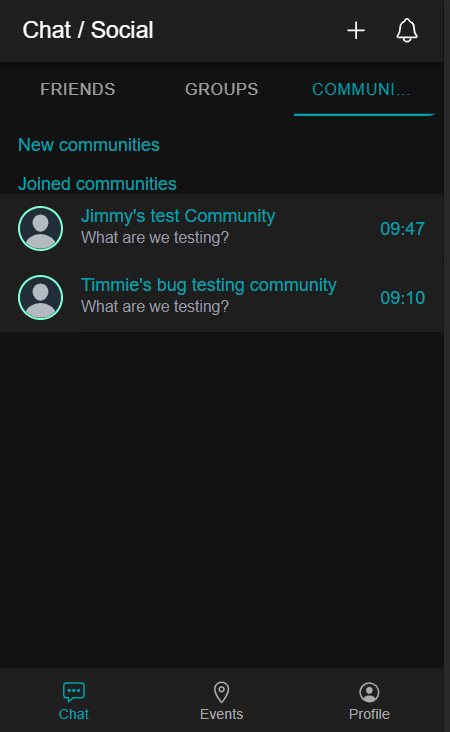 Chat / Social
FRIENDS GROUPS COMMUNI...
New communities
Joined communities
Jimmy's test Community
What are we testing?
09:47
Timmie's bug testing community
What are we testing?
09:10
Chat Events Profile